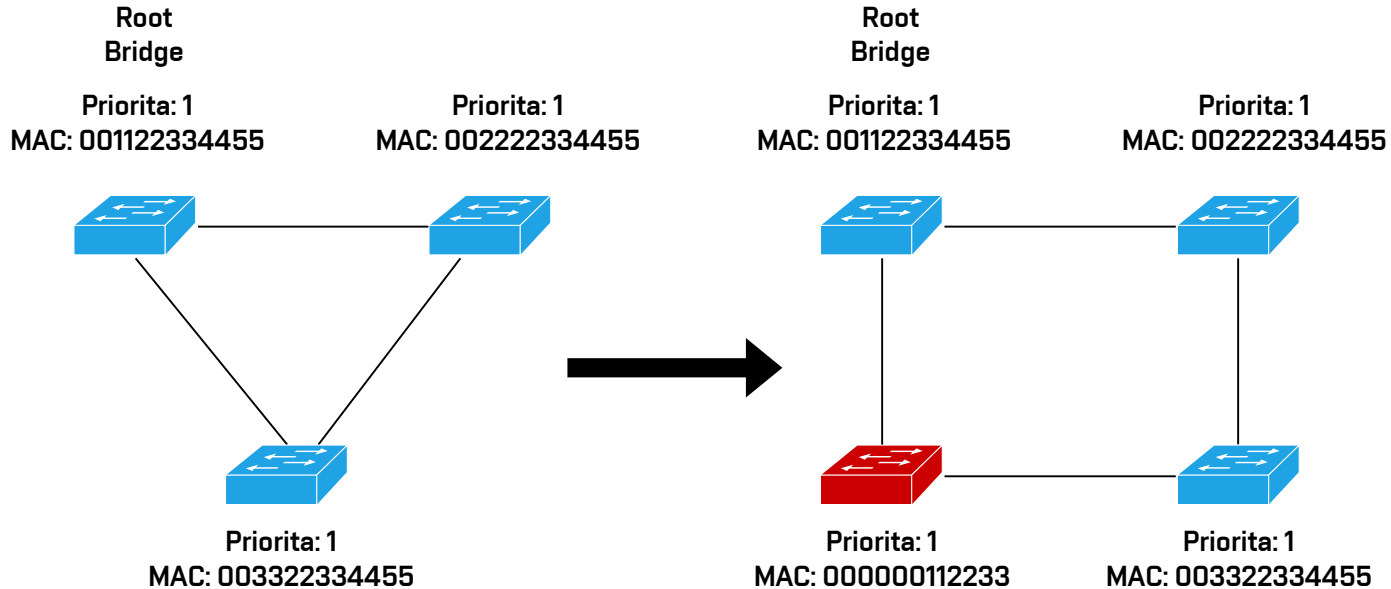 Root
Bridge
Priorita: 1
MAC: 001122334455
Priorita: 1
MAC: 002222334455
Priorita: 1
MAC: 003322334455
Root
Bridge
Priorita: 1
MAC: 001122334455
Priorita: 1
MAC: 002222334455
Priorita: 1
MAC: 000000112233
Priorita: 1
MAC: 003322334455